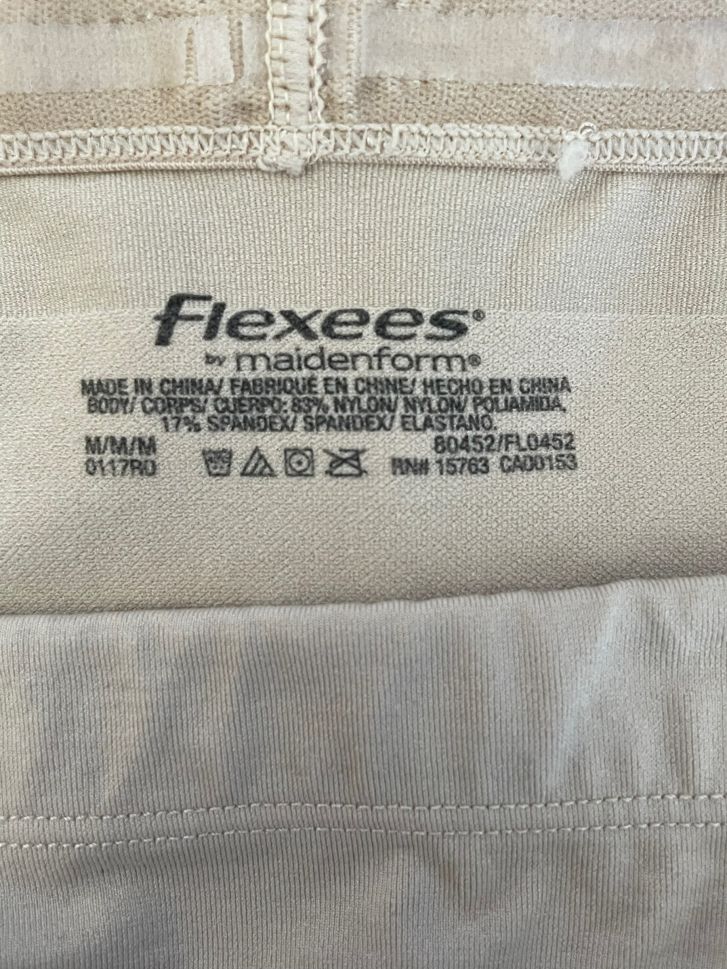 Flexees®
by maidenform®
MADE IN CHINA/ FABRIQUÉ EN CHINE/ HECHO EN CHINA
BODY/ CORPS/ CUERPO: 83% NYLON/ NYLON/ POLIAMIDA,
17% SPANDEX/ SPANDEX/ ELASTANO.
M/M/M 80452/FL0452
0117RO RN# 15763 CA00153